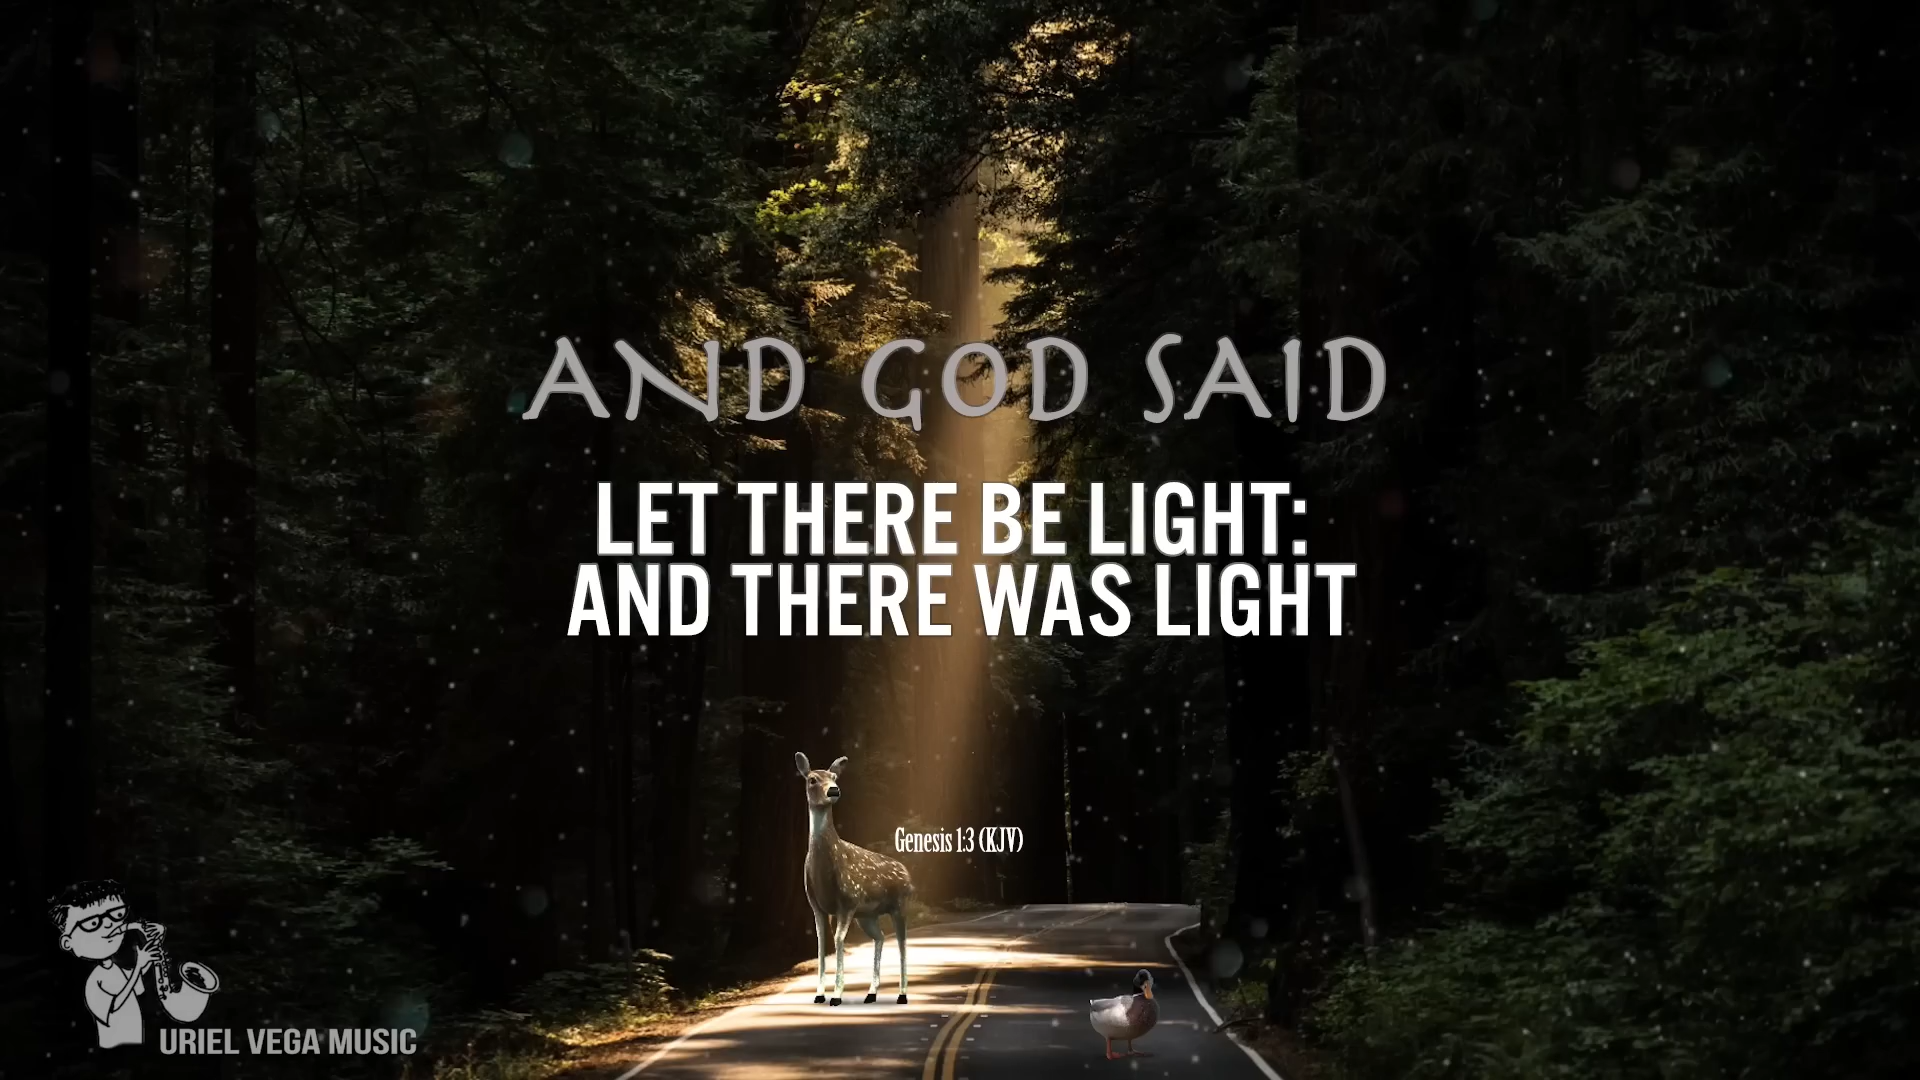 AND GOD SAID
LET THERE BE LIGHT:
AND THERE WAS LIGHT
Genesis 1:3 (KJV)
URIEL VEGA MUSIC